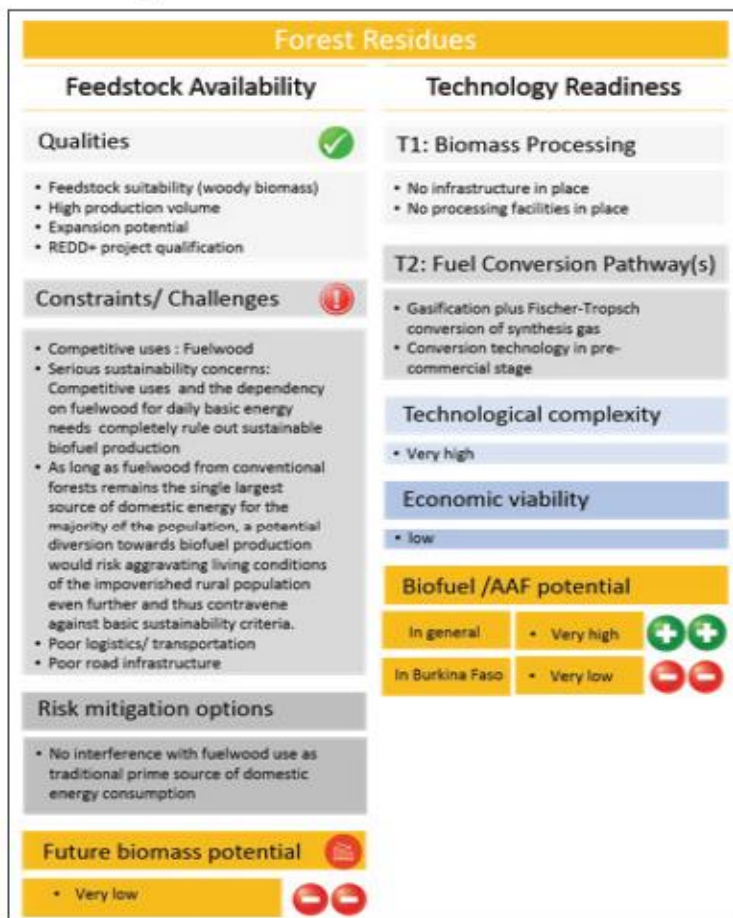 Forest Residues
Feedstock Availability
Qualities
• Feedstock suitability (woody biomass)
• High production volume
• Expansion potential
• REDD+ project qualification
Constraints/ Challenges
• Competitive uses : Fuelwood
• Serious sustainability concerns:
Competitive uses and the dependency
on fuelwood for daily basic energy
needs completely rule out sustainable
biofuel production
• As long as fuelwood from conventional
forests remains the single largest
source of domestic energy for the
majority of the population, a potential
diversion towards biofuel production
would risk aggravating living conditions
of the impoverished rural population
even further and thus contravene
against basic sustainability criteria.
• Poor logistics/ transportation
• Poor road infrastructure
Risk mitigation options
• No interference with fuelwood use as
traditional prime source of domestic
energy consumption
Future biomass potential
• Very low
Technology Readiness
T1: Biomass Processing
• No infrastructure in place
• No processing facilities in place
T2: Fuel Conversion Pathway(s)
• Gasification plus Fischer-Tropsch
conversion of synthesis gas
• Conversion technology in pre-
commercial stage
Technological complexity
• Very high
Economic viability
• low
Biofuel /AAF potential
In general • Very high
In Burkina Faso • Very low